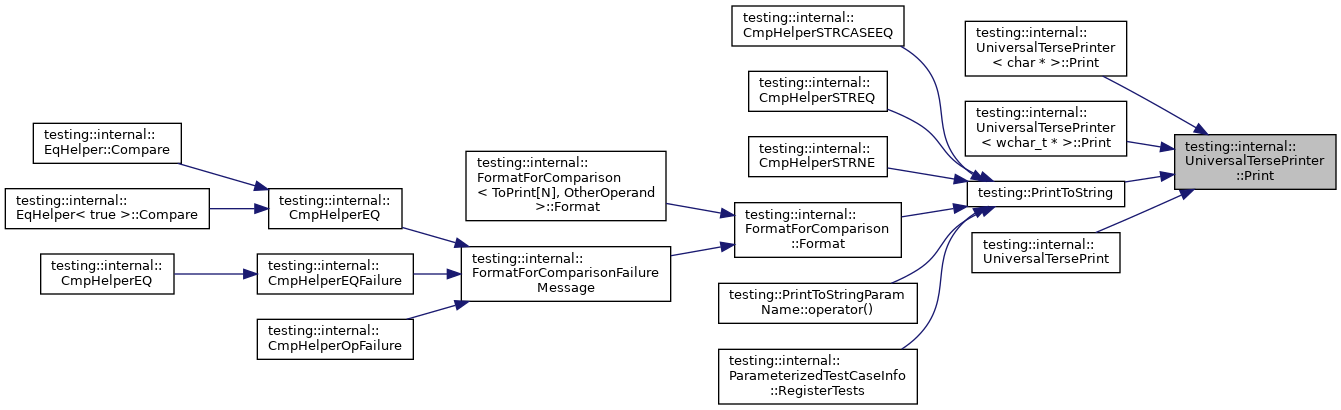 testing::internal::
EqHelper::Compare
testing::internal::
EqHelper< true >::Compare
testing::internal::
CmpHelperEQ
testing::internal::
CmpHelperEQ
testing::internal::
CmpHelperEQFailure
testing::internal::
CmpHelperOpFailure
testing::internal::
FormatForComparison
< ToPrint[N], OtherOperand
>::Format
testing::internal::
FormatForComparisonFailure
Message
testing::internal::
CmpHelperSTRCASEEQ
testing::internal::
CmpHelperSTREQ
testing::internal::
CmpHelperSTRNE
testing::internal::
FormatForComparison
::Format
testing::PrintToStringParam
Name::operator()
testing::internal::
ParameterizedTestCaseInfo
::RegisterTests
testing::internal::
UniversalTersePrinter
< char * >::Print
testing::internal::
UniversalTersePrinter
< wchar_t * >::Print
testing::PrintToString
testing::internal::
UniversalTersePrint
testing::internal::
UniversalTersePrinter
::Print